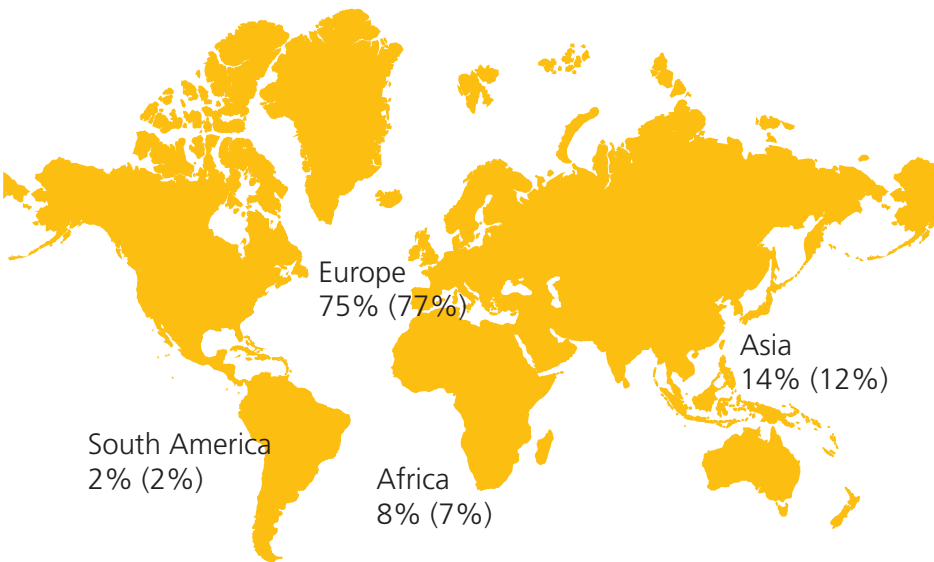 Europe
75% (77%)
Asia
14% (12%)
South America
2% (2%)
Africa
8% (7%)